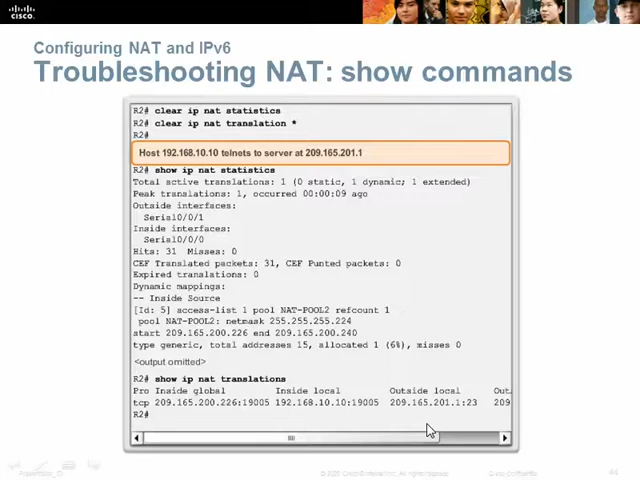 CISCO
Configuring NAT and IPv6
Troubleshooting NAT: show commands
R2# clear ip nat statistics
R2# clear ip nat translation *
R2#
Host 192.168.10.10 telnets to server at 209.165.201.1
R2# show ip nat statistics
Total active translations: 1 (0 static, 1 dynamic; 1 extended)
Peak translations: 1, occurred 00:00:09 ago
Outside interfaces:
Serial0/0/1
Inside interfaces:
Serial0/0/0
Hits: 31 Misses: 0
CEF Translated packets: 31, CEF Punted packets: 0
Expired translations: 0
Dynamic mappings:
-- Inside Source
[Id: 5] access-list 1 pool NAT-POOL2 refcount 1
pool NAT-POOL2: netmask 255.255.255.224
start 209.165.200.226 end 209.165.200.240
type generic, total addresses 15, allocated 1 (6%), misses 0
<output omitted>
R2# show ip nat translations
Pro Inside global Inside local Outside local Out
tcp 209.165.200.226:19005 192.168.10.10:19005 209.165.201.1:23 209
R2#
Presentation_ID
Cisco Confidential